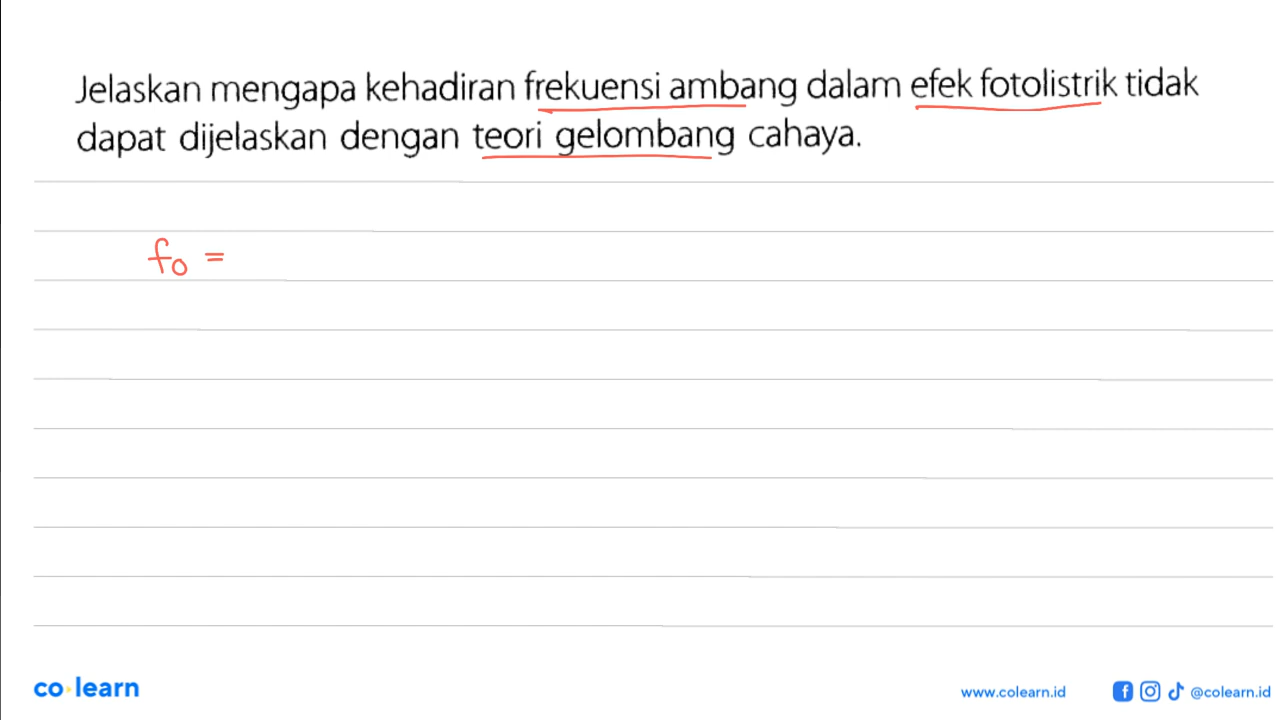 Jelaskan mengapa kehadiran frekuensi ambang dalam efek fotolistrik tidak
dapat dijelaskan dengan teori gelombang cahaya.
f₀ =
co learn
www.colearn.id
@colearn.id